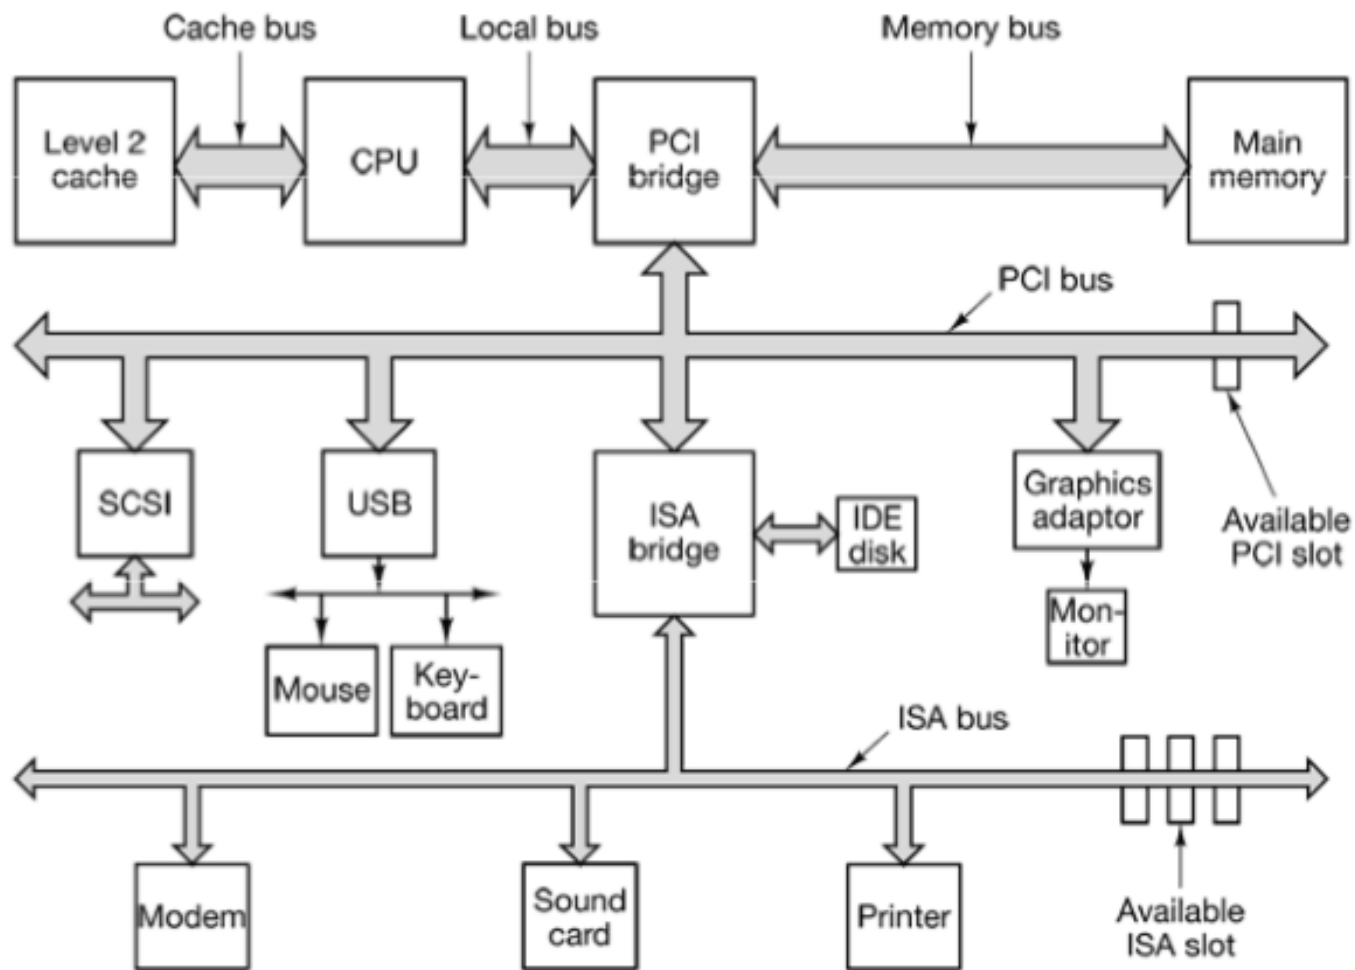 Cache bus
Local bus
Memory bus
Level 2
cache
CPU
PCI
bridge
Main
memory
PCI bus
SCSI
USB
ISA
bridge
IDE
disk
Graphics
adaptor
Available
PCI slot
Mon-
itor
Mouse
Key-
board
ISA bus
Modem
Sound
card
Printer
Available
ISA slot